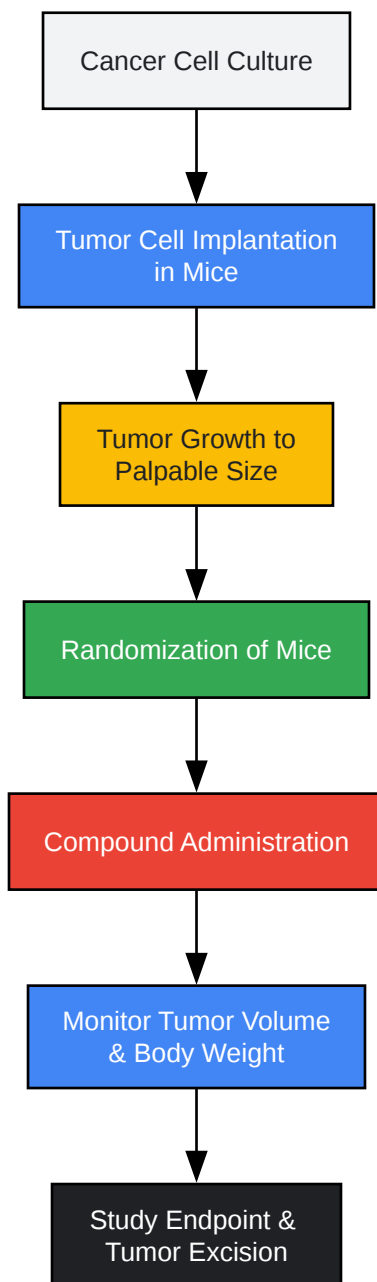 Cancer Cell Culture
Tumor Cell Implantation
in Mice
Tumor Growth to
Palpable Size
Randomization of Mice
Compound Administration
Monitor Tumor Volume
& Body Weight
Study Endpoint &
Tumor Excision